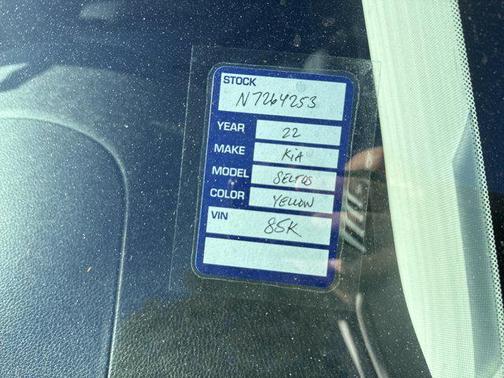 STOCK
N7264253
YEAR 22
MAKE KiA
MODEL SELTOS
COLOR YELLOW
VIN 85K